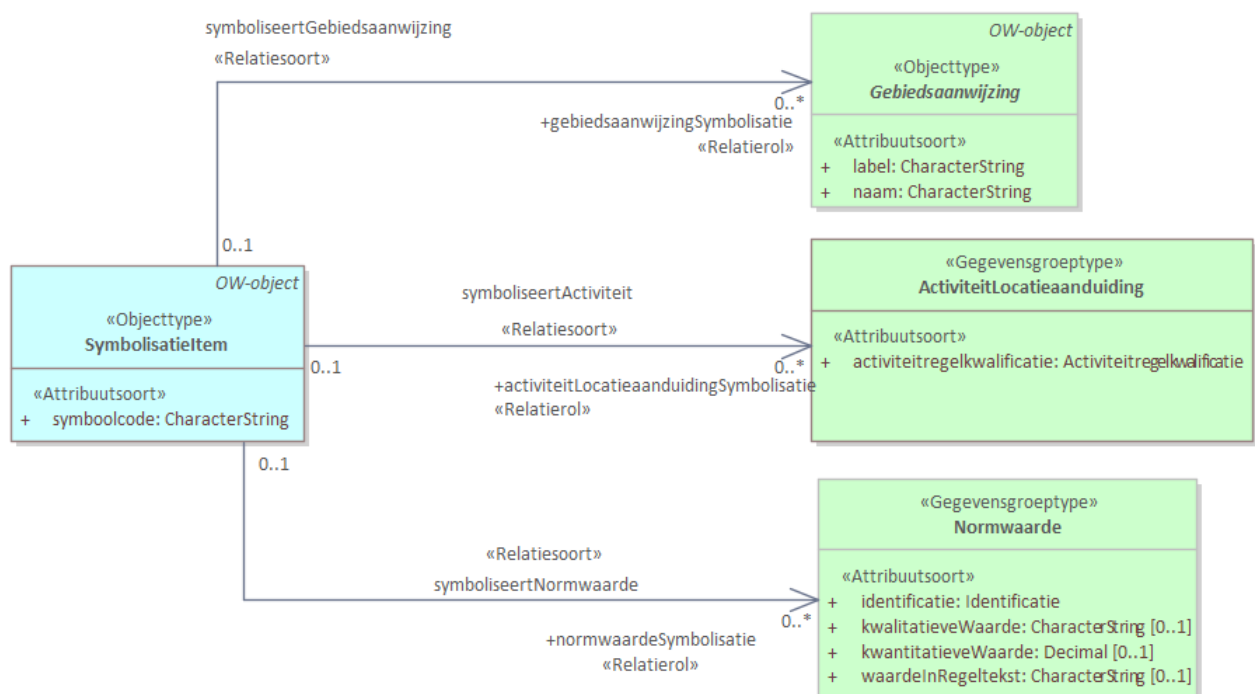 symboliseertGebiedsaanwijzing
«Relatiesoort»
0..*
+gebiedsaanwijzingSymbolisatie
«Relatierol»
0..1
OW-object
«Objecttype»
Gebiedsaanwijzing
«Attribuutsoort»
+ label: CharacterString
+ naam: CharacterString
OW-object
«Objecttype»
SymbolisatieItem
«Attribuutsoort»
+ symboolcode: CharacterString
symboliseertActiviteit
«Relatiesoort»
0..1
0..*
+activiteitLocatieaanduidingSymbolisatie
«Relatierol»
«Gegevensgroeptype»
ActiviteitLocatieaanduiding
«Attribuutsoort»
+ activiteitregelkwalificatie: Activiteitregelkwalificatie
0..1
«Relatiesoort»
symboliseertNormwaarde
0..*
+normwaardeSymbolisatie
«Relatierol»
«Gegevensgroeptype»
Normwaarde
«Attribuutsoort»
+ identificatie: Identificatie
+ kwalitatieveWaarde: CharacterString [0..1]
+ kwantitatieveWaarde: Decimal [0..1]
+ waardeInRegeltekst: CharacterString [0..1]